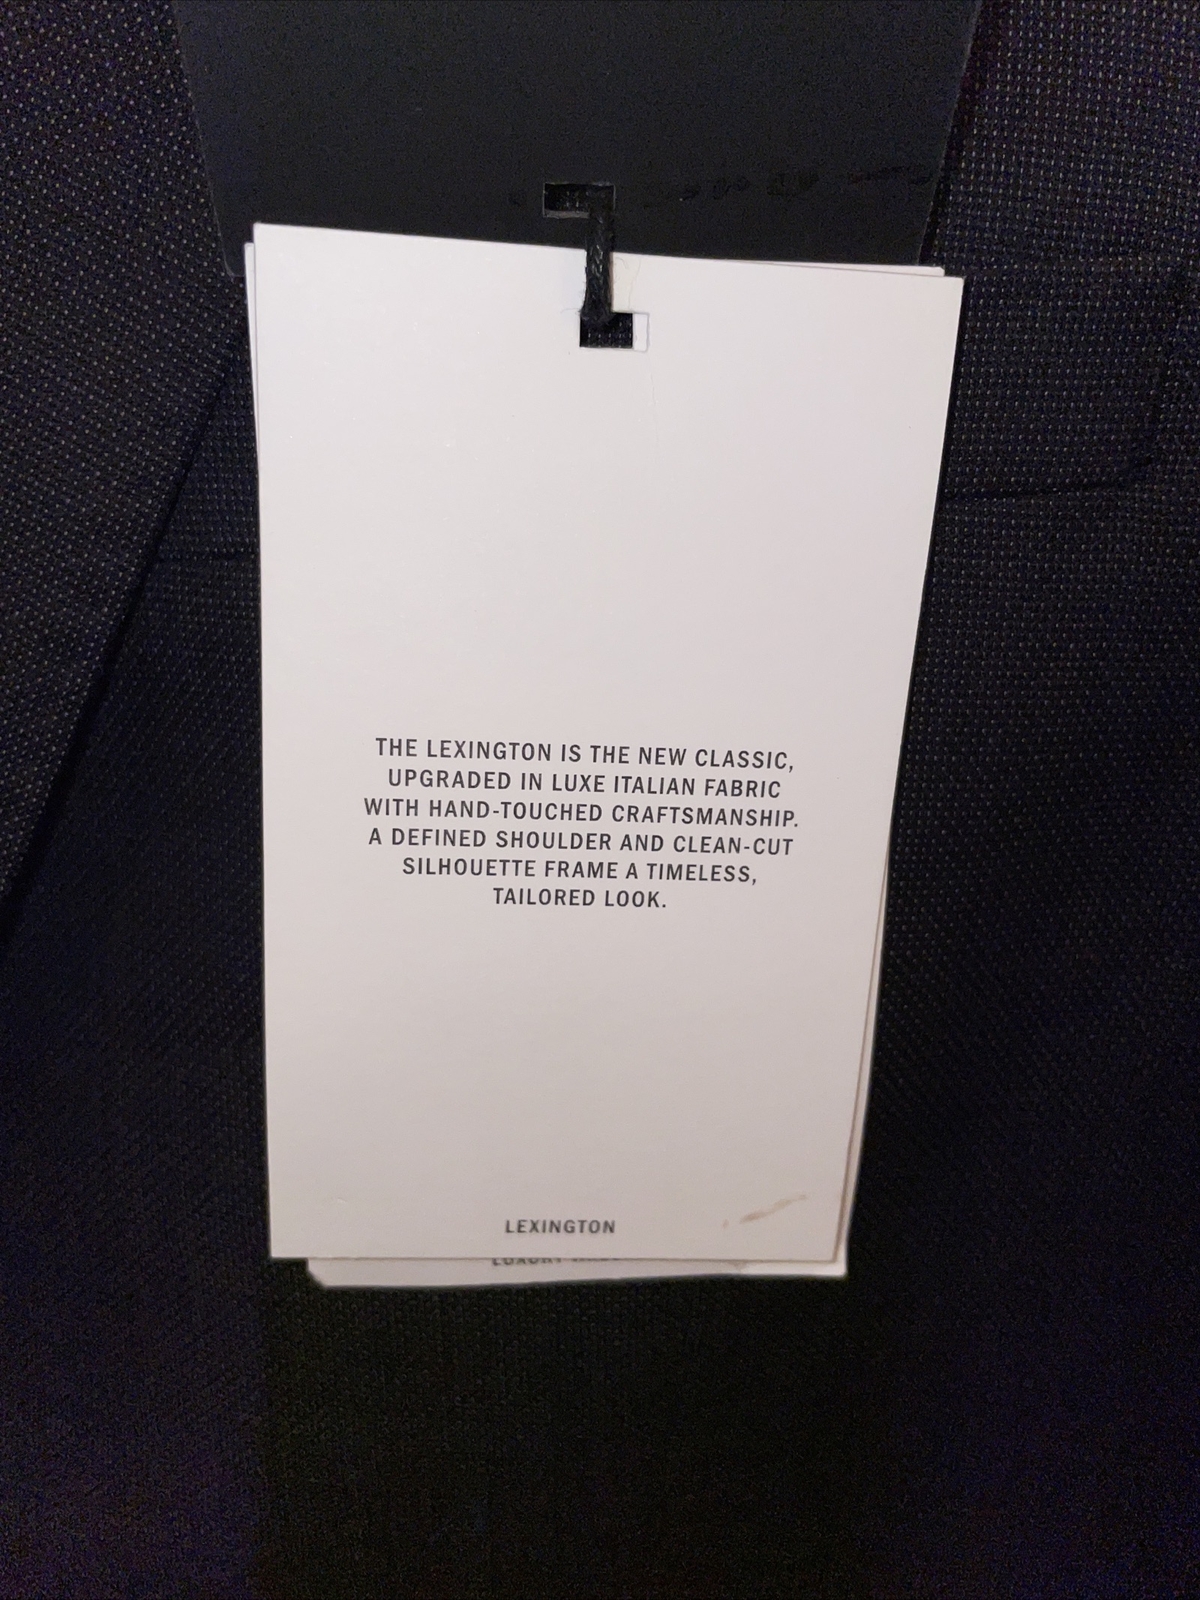 THE LEXINGTON IS THE NEW CLASSIC,
UPGRADED IN LUXE ITALIAN FABRIC
WITH HAND-TOUCHED CRAFTSMANSHIP.
A DEFINED SHOULDER AND CLEAN-CUT
SILHOUETTE FRAME A TIMELESS,
TAILORED LOOK.
LEXINGTON
LUXURY